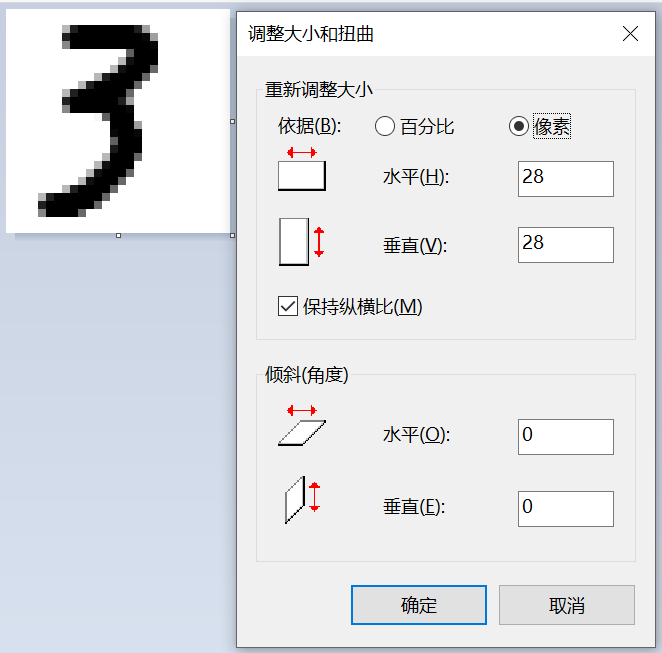 3
调整大小和扭曲
重新调整大小
依据(B): 百分比 像素
水平(H): 28
垂直(V): 28
保持纵横比(M)
倾斜(角度)
水平(O): 0
垂直(E): 0
确定 取消